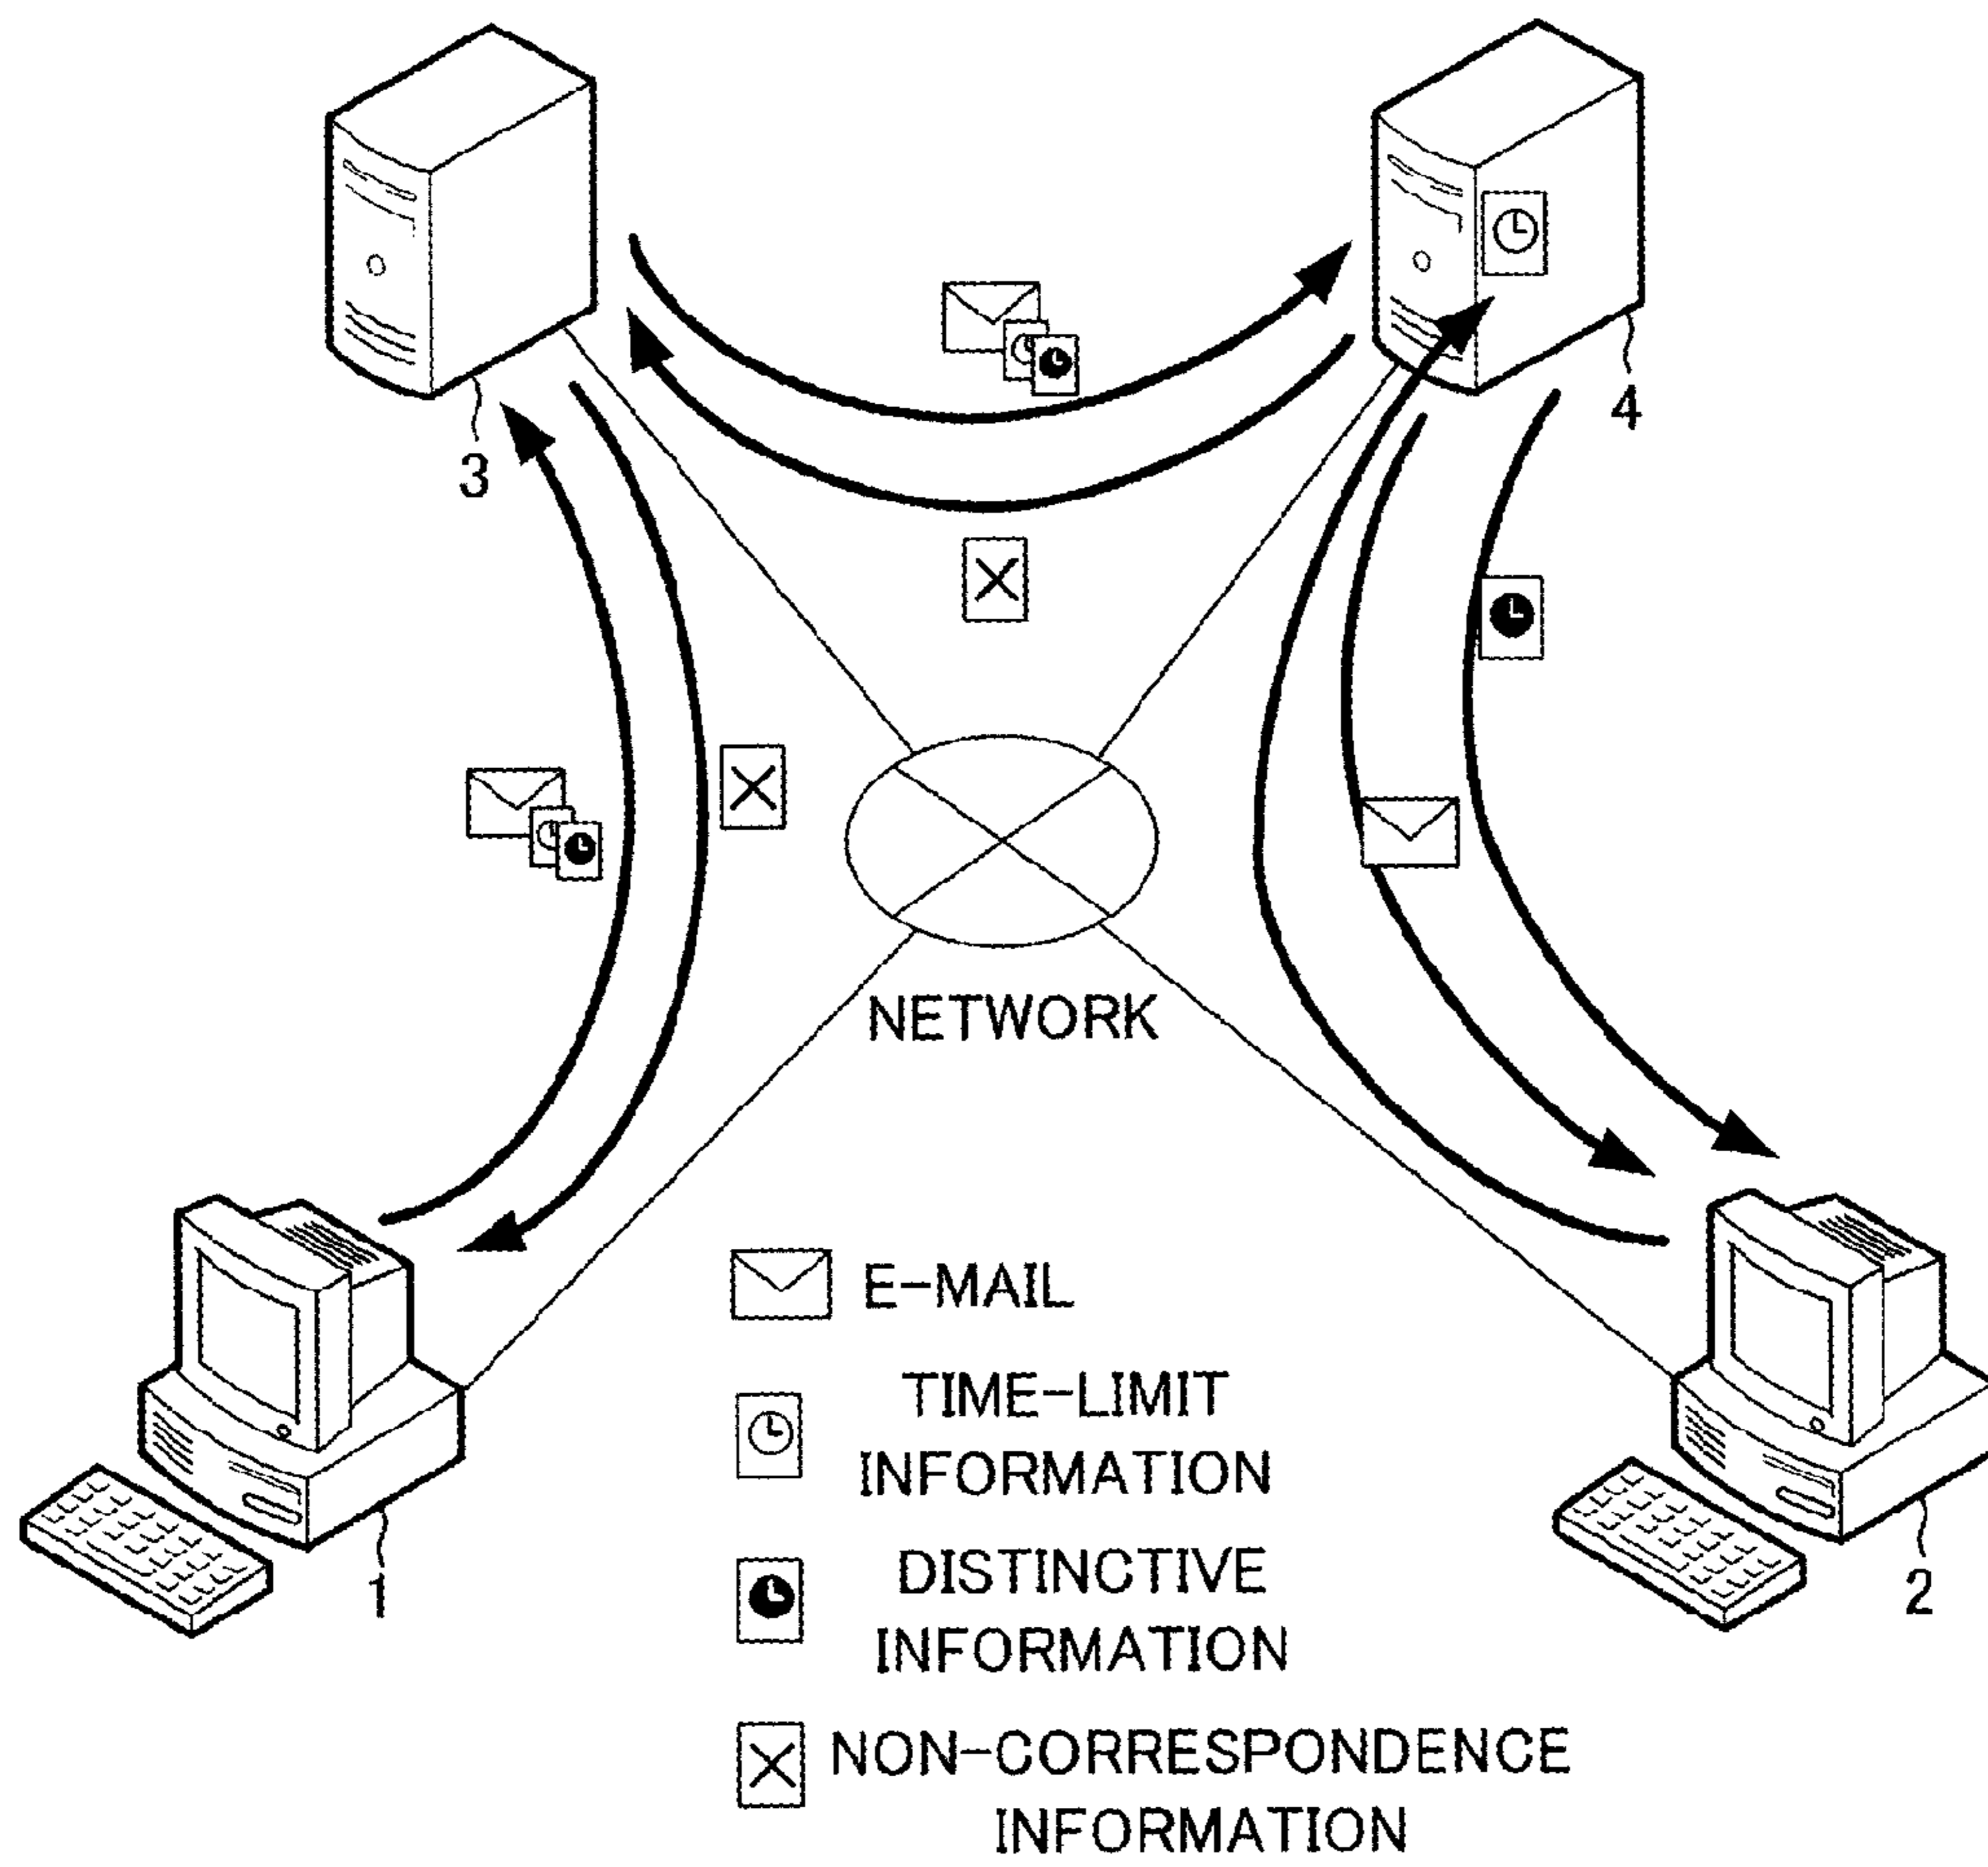 3
4
NETWORK
1
2
E-MAIL
TIME-LIMIT
INFORMATION
DISTINCTIVE
INFORMATION
NON-CORRESPONDENCE
INFORMATION